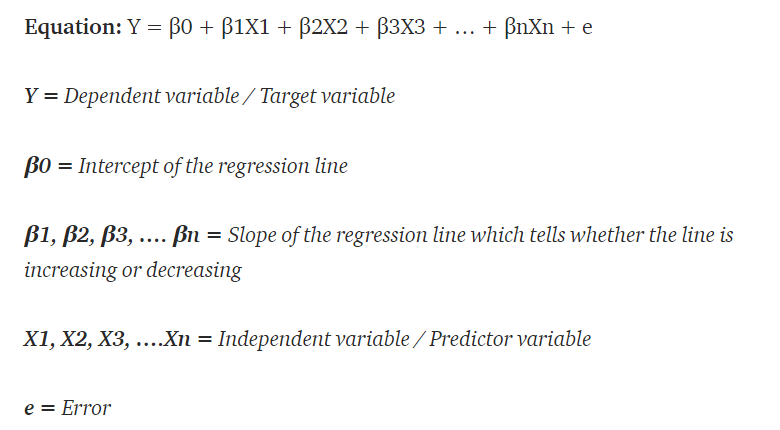 Equation: Y = β0 + β1X1 + β2X2 + β3X3 + … + βnXn + e
Y = Dependent variable / Target variable
β0 = Intercept of the regression line
β1, β2, β3, …. βn = Slope of the regression line which tells whether the line is
increasing or decreasing
X1, X2, X3, ….Xn = Independent variable / Predictor variable
e = Error